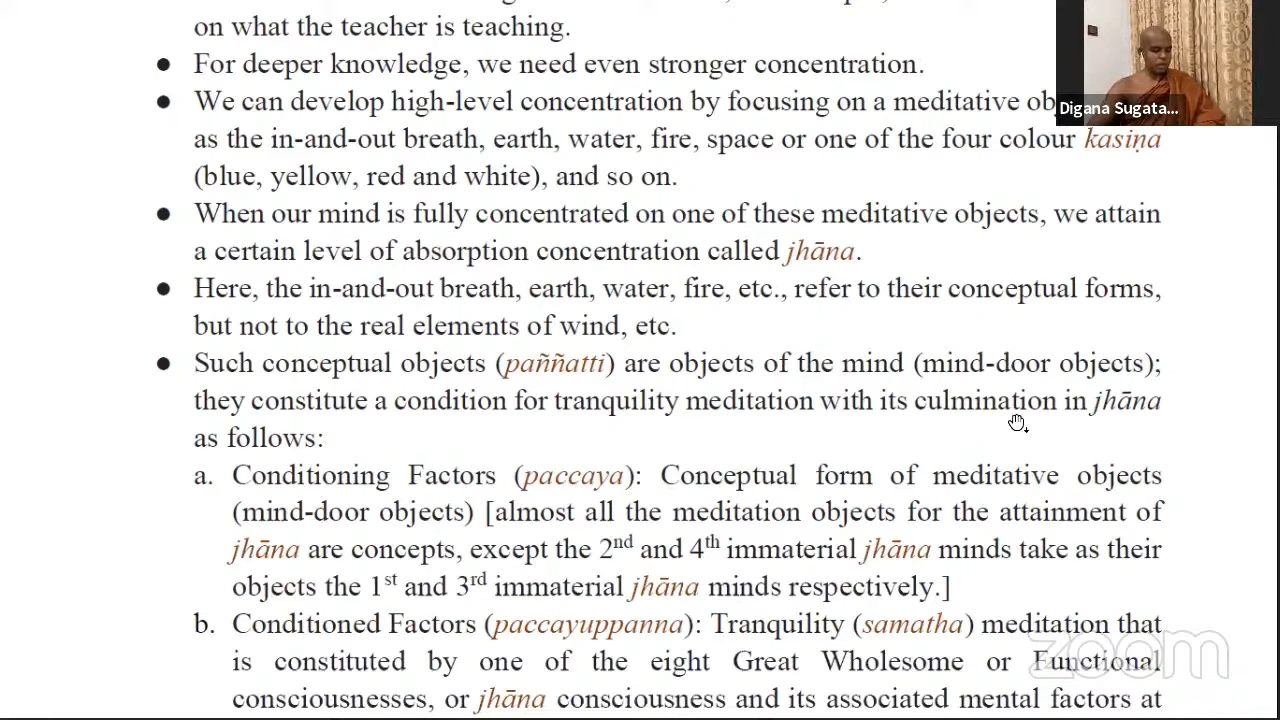 on what the teacher is teaching.
● For deeper knowledge, we need even stronger concentration.
● We can develop high-level concentration by focusing on a meditative
as the in-and-out breath, earth, water, fire, space or one of the four colour kasiṇa
(blue, yellow, red and white), and so on.
● When our mind is fully concentrated on one of these meditative objects, we attain
a certain level of absorption concentration called jhāna.
● Here, the in-and-out breath, earth, water, fire, etc., refer to their conceptual forms,
but not to the real elements of wind, etc.
● Such conceptual objects (paññatti) are objects of the mind (mind-door objects);
they constitute a condition for tranquility meditation with its culmination in jhāna
as follows:
a. Conditioning Factors (paccaya): Conceptual form of meditative objects
(mind-door objects) [almost all the meditation objects for the attainment of
jhāna are concepts, except the 2nd and 4th immaterial jhāna minds take as their
objects the 1st and 3rd immaterial jhāna minds respectively.]
b. Conditioned Factors (paccayuppanna): Tranquility (samatha) meditation that
is constituted by one of the eight Great Wholesome or Functional
consciousnesses, or jhāna consciousness and its associated mental factors at
Digana Sugata...
zoom